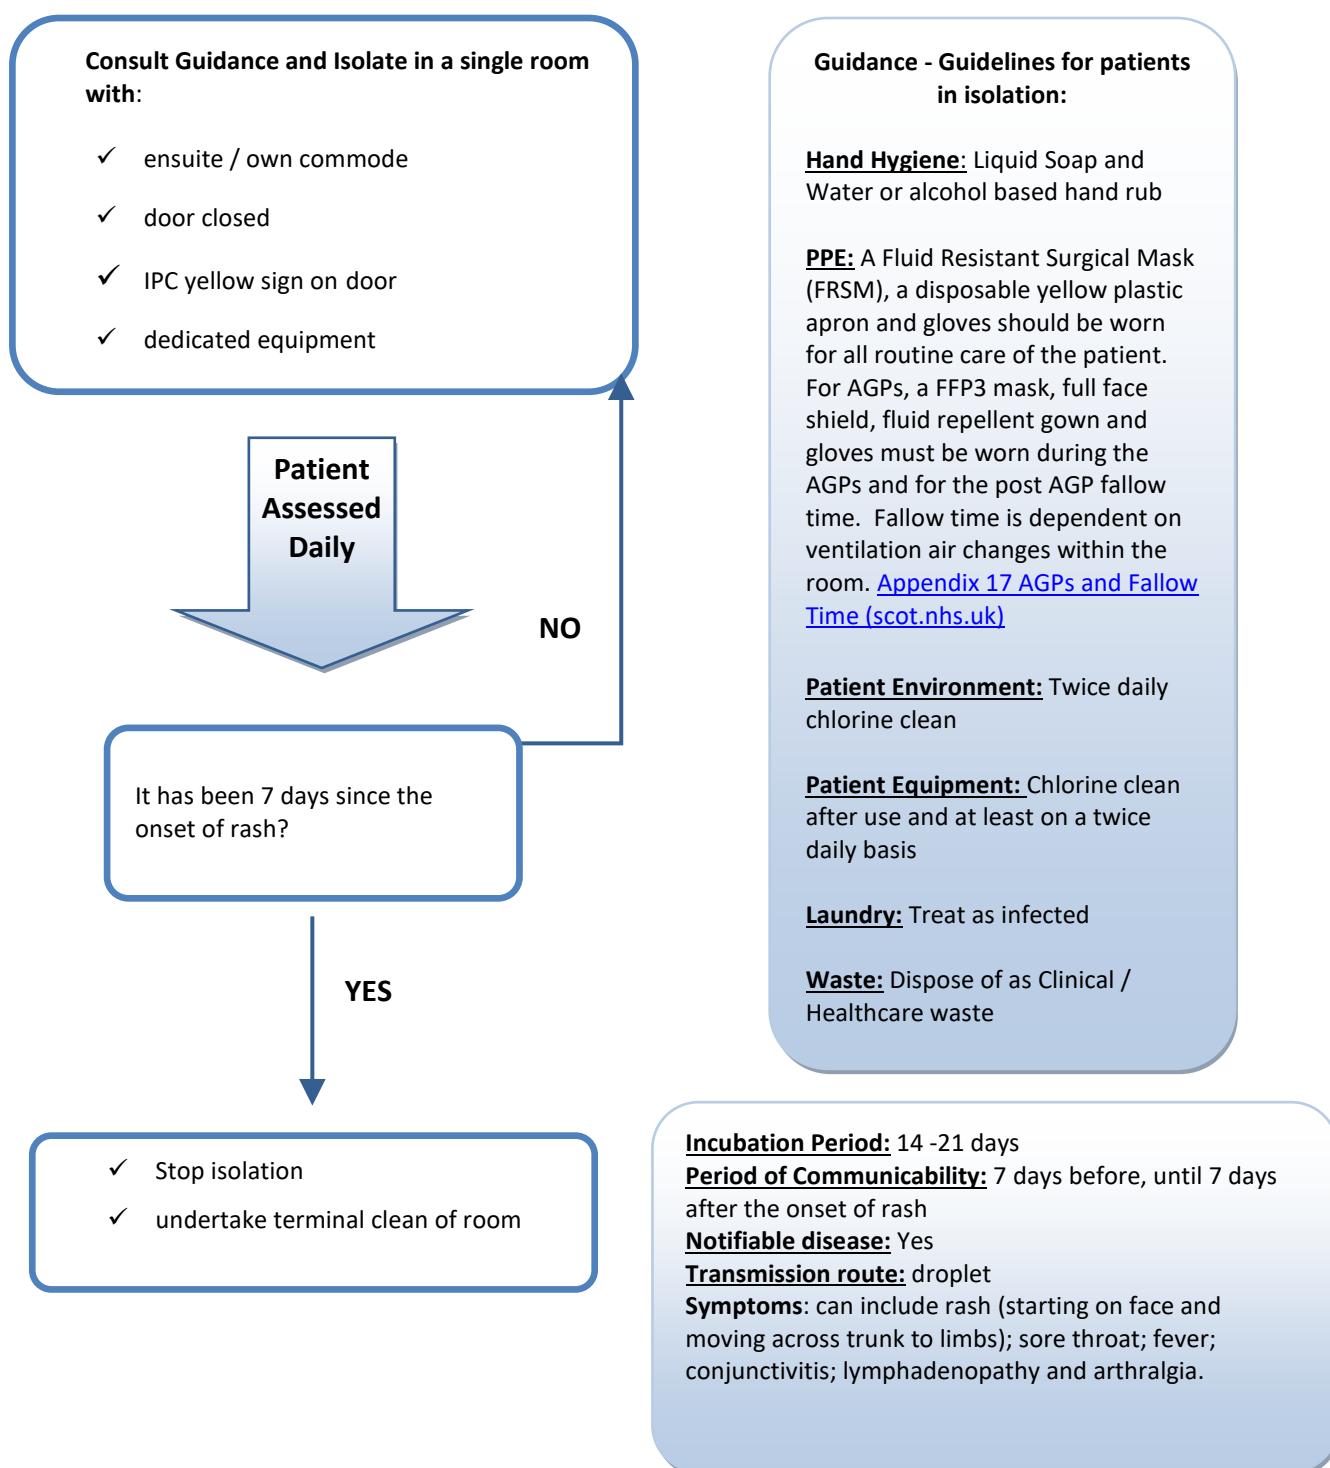 Consult Guidance and Isolate in a single room
with:
✓ ensuite / own commode
✓ door closed
✓ IPC yellow sign on door
✓ dedicated equipment
Patient
Assessed
Daily
NO
It has been 7 days since the
onset of rash?
YES
✓ Stop isolation
✓ undertake terminal clean of room
Guidance - Guidelines for patients
in isolation:
Hand Hygiene: Liquid Soap and
Water or alcohol based hand rub
PPE: A Fluid Resistant Surgical Mask
(FRSM), a disposable yellow plastic
apron and gloves should be worn
for all routine care of the patient.
For AGPs, a FFP3 mask, full face
shield, fluid repellent gown and
gloves must be worn during the
AGPs and for the post AGP fallow
time. Fallow time is dependent on
ventilation air changes within the
room. Appendix 17 AGPs and Fallow
Time (scot.nhs.uk)
Patient Environment: Twice daily
chlorine clean
Patient Equipment: Chlorine clean
after use and at least on a twice
daily basis
Laundry: Treat as infected
Waste: Dispose of as Clinical /
Healthcare waste
Incubation Period: 14 -21 days
Period of Communicability: 7 days before, until 7 days
after the onset of rash
Notifiable disease: Yes
Transmission route: droplet
Symptoms: can include rash (starting on face and
moving across trunk to limbs); sore throat; fever;
conjunctivitis; lymphadenopathy and arthralgia.